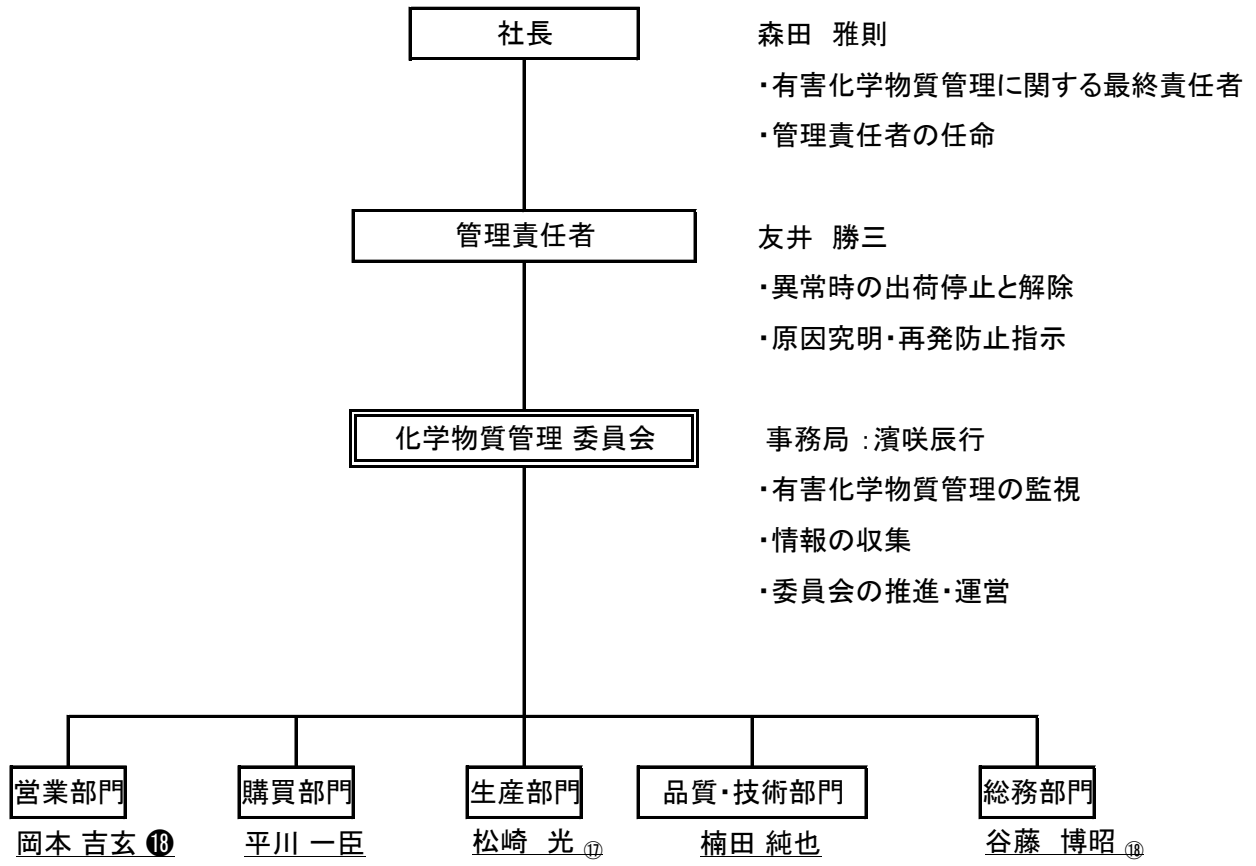 社長
森田 雅則
・有害化学物質管理に関する最終責任者
・管理責任者の任命
管理責任者
友井 勝三
・異常時の出荷停止と解除
・原因究明・再発防止指示
化学物質管理 委員会
事務局 :濱咲辰行
・有害化学物質管理の監視
・情報の収集
・委員会の推進・運営
営業部門 購買部門 生産部門 品質・技術部門 総務部門
岡本 吉玄 ⓲ 平川 一臣 松崎 光 ⑰ 楠田 純也 谷藤 博昭 ⑱